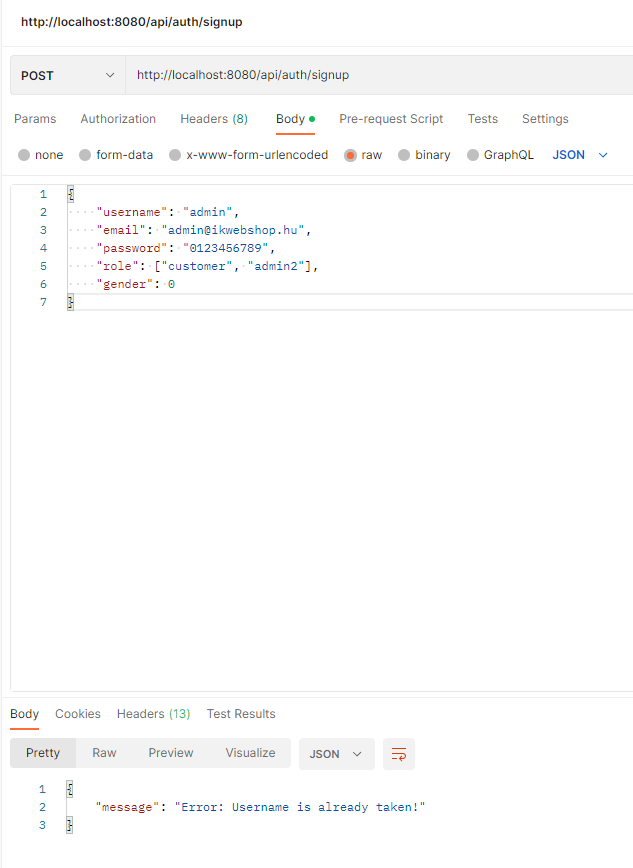 http://localhost:8080/api/auth/signup
POST http://localhost:8080/api/auth/signup
Params Authorization Headers (8) Body Pre-request Script Tests Settings
none form-data x-www-form-urlencoded raw binary GraphQL JSON
1 {
2 ····"username":·"admin",
3 ····"email":·"admin@ikwebshop.hu",
4 ····"password":·"0123456789",
5 ····"role":·["customer",·"admin2"],
6 ····"gender":·0
7 }
Body Cookies Headers (13) Test Results
Pretty Raw Preview Visualize JSON
1 {
2 "message": "Error: Username is already taken!"
3 }